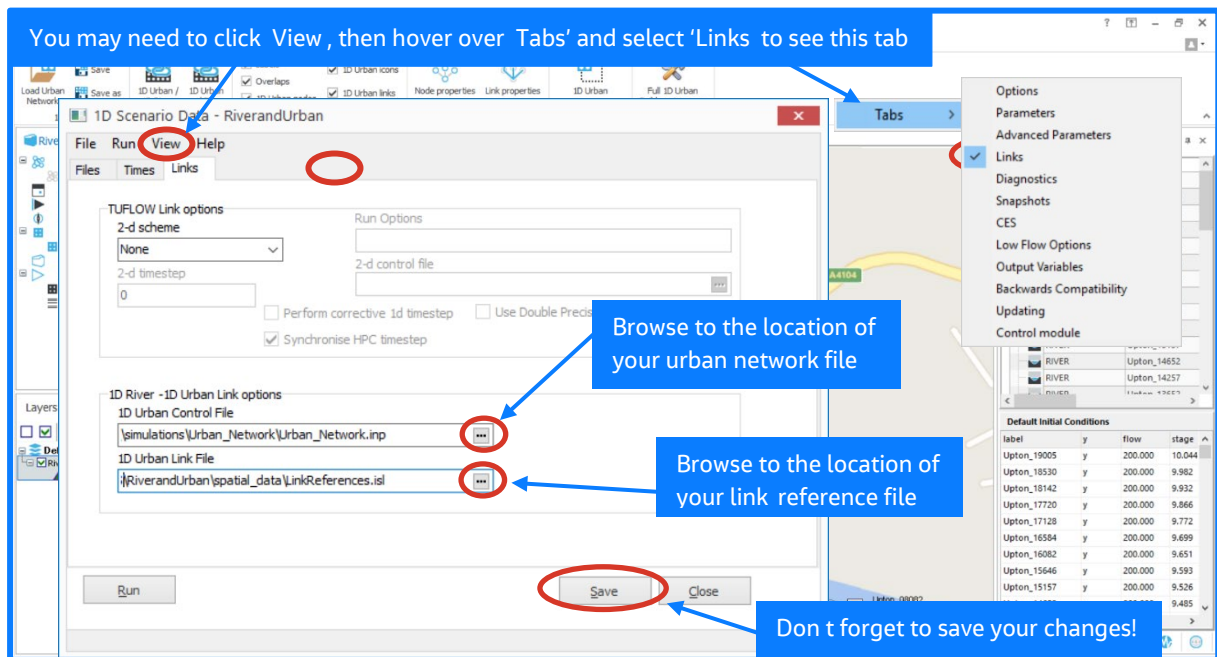 You may need to click View , then hover over Tabs’ and select ‘Links to see this tab
? - X
Load Urban
Network
Save
Save as
1D Urban /
1D Urban
Overlaps
1D Urban icons
1D Urban links
Node properties
Link properties
1D Urban
Full 1D Urban
1D Scenario Data - RiverandUrban
File Run View Help
Files Times Links
TUFLOW Link options
2-d scheme
None
2-d timestep
0
Run Options
2-d control file
...
Perform corrective 1d timestep
Use Double Precis
Synchronise HPC timestep
1D River -1D Urban Link options
1D Urban Control File
\simulations\Urban_Network\Urban_Network.inp
...
1D Urban Link File
\RiverandUrban\spatial_data\LinkReferences.isl
...
Run Save Close
Browse to the location of
your urban network file
Browse to the location of
your link reference file
Don t forget to save your changes!
Tabs >
Options
Parameters
Advanced Parameters
Links
Diagnostics
Snapshots
CES
Low Flow Options
Output Variables
Backwards Compatibility
Updating
Control module
Rive
Layers
De
Riv
A4104
RIVER Upton_14652
RIVER Upton_14257
RIVER
Default Initial Conditions
label y flow stage
Upton_19005 y 200.000 10.044
Upton_18530 y 200.000 9.982
Upton_18142 y 200.000 9.932
Upton_17720 y 200.000 9.866
Upton_17128 y 200.000 9.772
Upton_16584 y 200.000 9.699
Upton_16082 y 200.000 9.651
Upton_15646 y 200.000 9.593
Upton_15157 y 200.000 9.526
9.485
Upton_08082